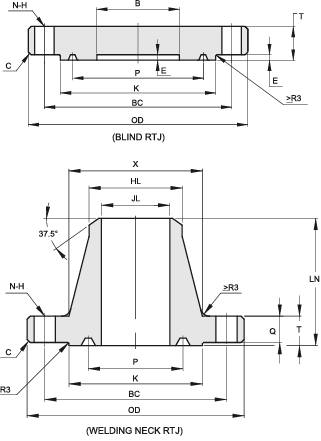 N-H
B
T
C
P
E
E
K
BC
≥R3
OD
(BLIND RTJ)
X
HL
JL
37.5°
LN
N-H
≥R3
Q
T
C
R3
P
K
BC
OD
(WELDING NECK RTJ)